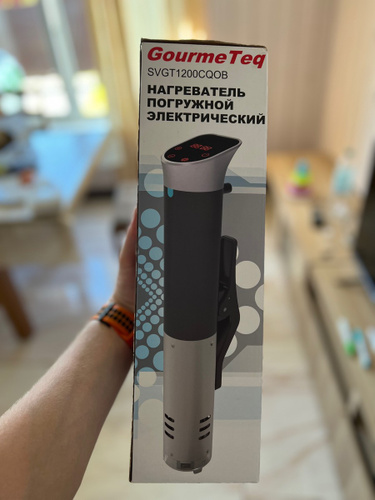 GourmeTeq
SVGT1200CQOB
НАГРЕВАТЕЛЬ
ПОГРУЖНОЙ
ЭЛЕКТРИЧЕСКИЙ